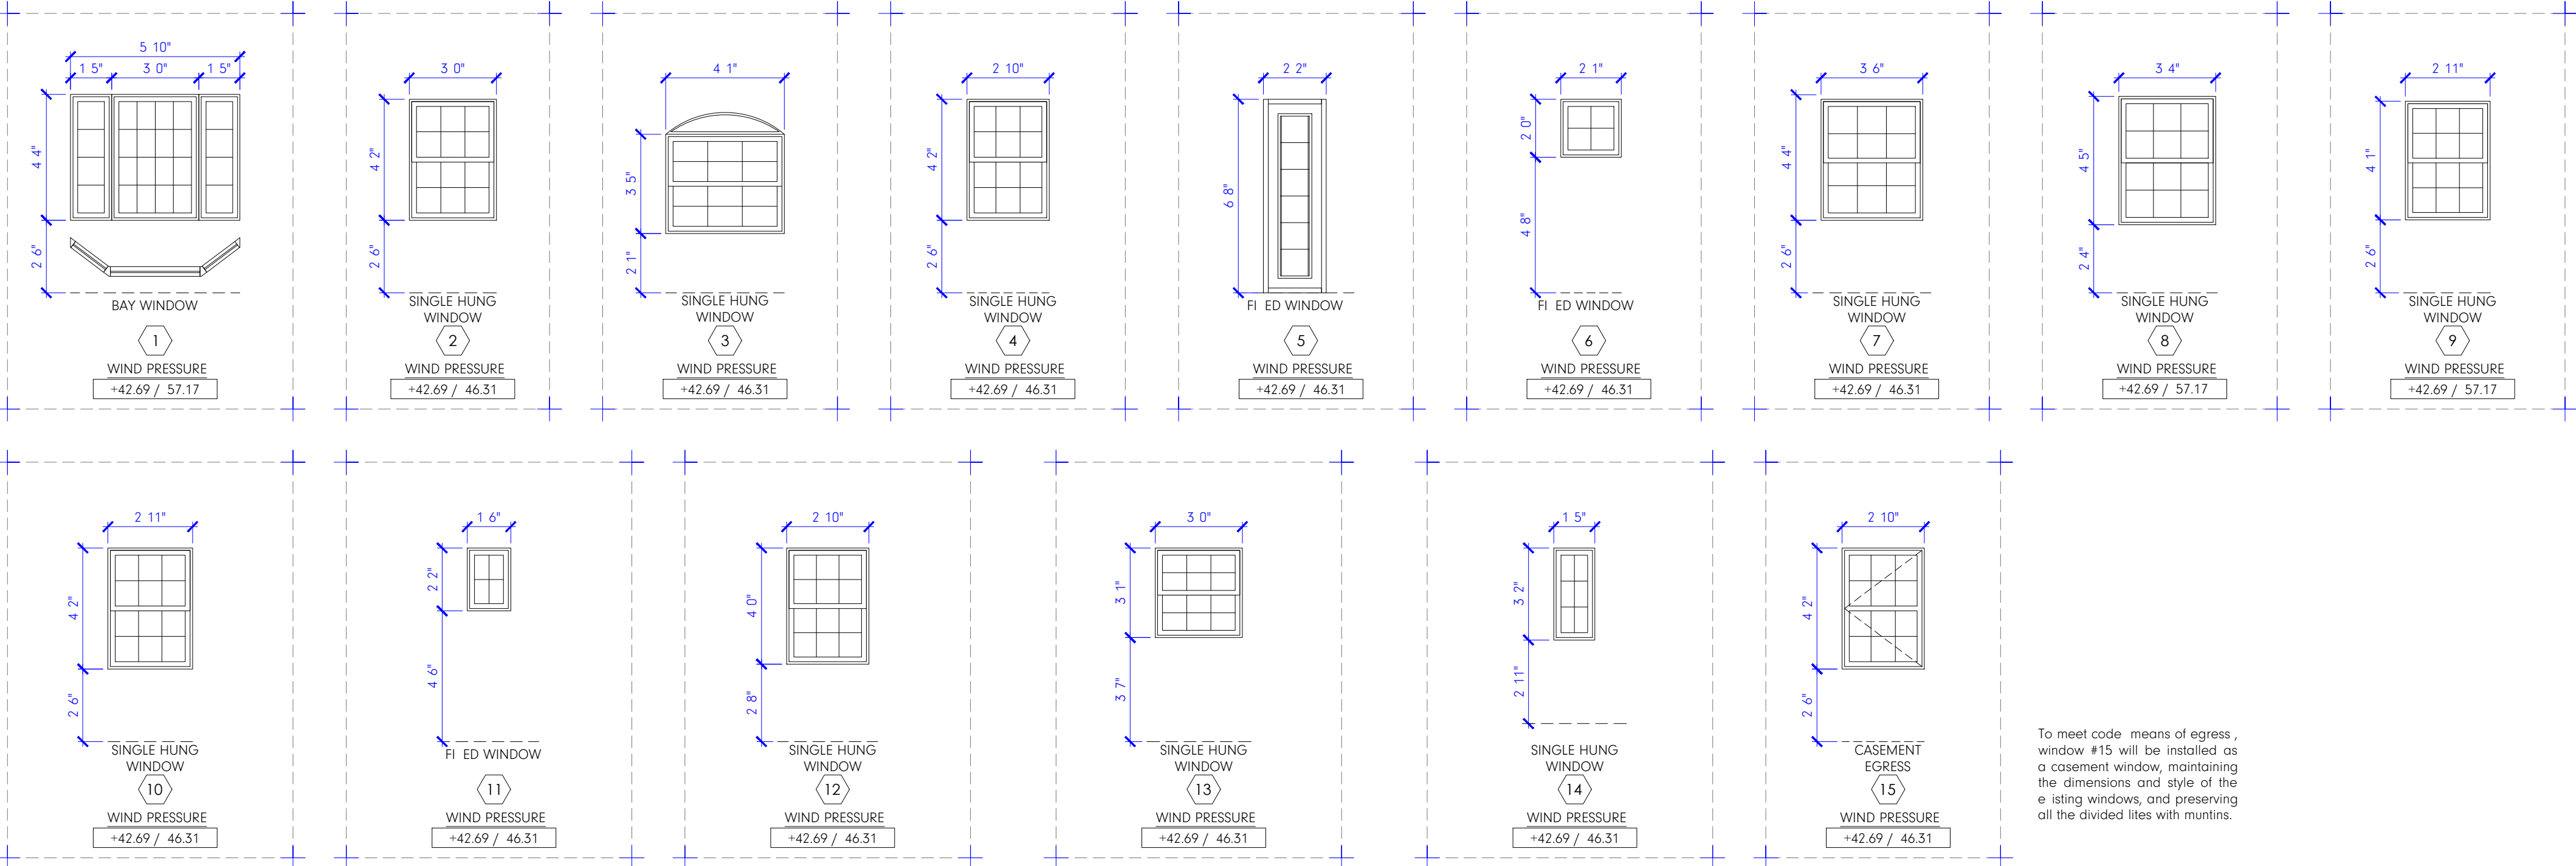 5 10"
1 5" 3 0" 1 5"
4 4"
2 6"
BAY WINDOW
1
WIND PRESSURE
+42.69 / 57.17
3 0"
4 2"
2 6"
SINGLE HUNG
WINDOW
2
WIND PRESSURE
+42.69 / 46.31
4 1"
3 5"
2 1"
SINGLE HUNG
WINDOW
3
WIND PRESSURE
+42.69 / 46.31
2 10"
4 2"
2 6"
SINGLE HUNG
WINDOW
4
WIND PRESSURE
+42.69 / 46.31
2 2"
6 8"
FI ED WINDOW
5
WIND PRESSURE
+42.69 / 46.31
2 1"
2 0"
4 8"
FI ED WINDOW
6
WIND PRESSURE
+42.69 / 46.31
3 6"
4 4"
2 6"
SINGLE HUNG
WINDOW
7
WIND PRESSURE
+42.69 / 46.31
3 4"
4 5"
2 4"
SINGLE HUNG
WINDOW
8
WIND PRESSURE
+42.69 / 57.17
2 11"
4 1"
2 6"
SINGLE HUNG
WINDOW
9
WIND PRESSURE
+42.69 / 57.17
2 11"
4 2"
2 6"
SINGLE HUNG
WINDOW
10
WIND PRESSURE
+42.69 / 46.31
1 6"
2 2"
4 6"
FI ED WINDOW
11
WIND PRESSURE
+42.69 / 46.31
2 10"
4 0"
2 8"
SINGLE HUNG
WINDOW
12
WIND PRESSURE
+42.69 / 46.31
3 0"
3 1"
3 7"
SINGLE HUNG
WINDOW
13
WIND PRESSURE
+42.69 / 46.31
1 5"
3 2"
2 11"
SINGLE HUNG
WINDOW
14
WIND PRESSURE
+42.69 / 46.31
2 10"
4 2"
2 6"
CASEMENT
EGRESS
15
WIND PRESSURE
+42.69 / 46.31
To meet code means of egress ,
window #15 will be installed as
a casement window, maintaining
the dimensions and style of the
e isting windows, and preserving
all the divided lites with muntins.